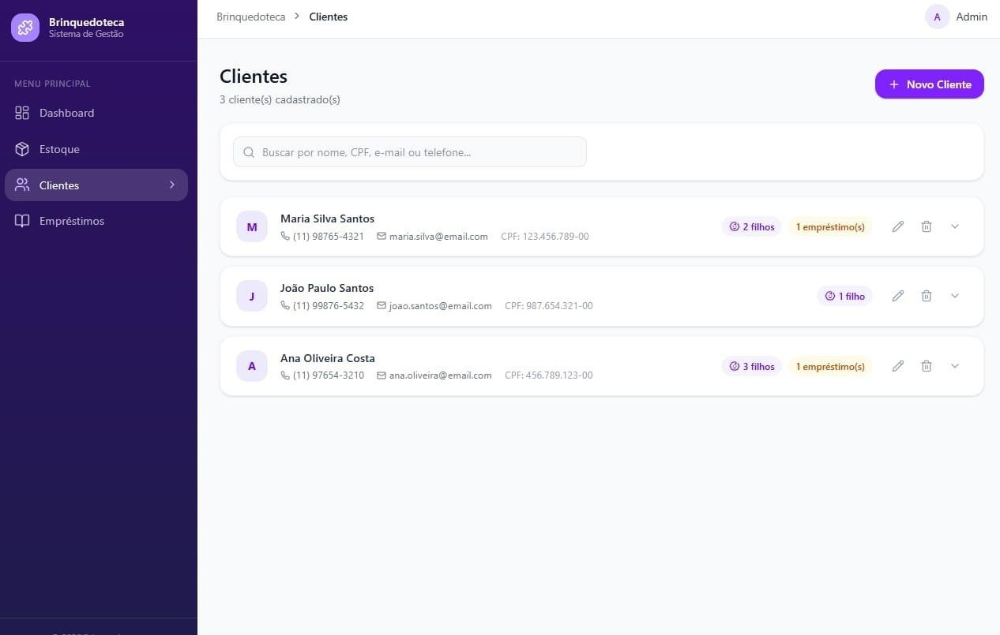 Brinquedoteca
Sistema de Gestão
MENU PRINCIPAL
Dashboard
Estoque
Clientes
Empréstimos
Brinquedoteca > Clientes
A Admin
Clientes
3 cliente(s) cadastrado(s)
+ Novo Cliente
Buscar por nome, CPF, e-mail ou telefone...
M
Maria Silva Santos
(11) 98765-4321 maria.silva@email.com CPF: 123.456.789-00
2 filhos 1 empréstimo(s)
J
João Paulo Santos
(11) 99876-5432 joao.santos@email.com CPF: 987.654.321-00
1 filho
A
Ana Oliveira Costa
(11) 97654-3210 ana.oliveira@email.com CPF: 456.789.123-00
3 filhos 1 empréstimo(s)